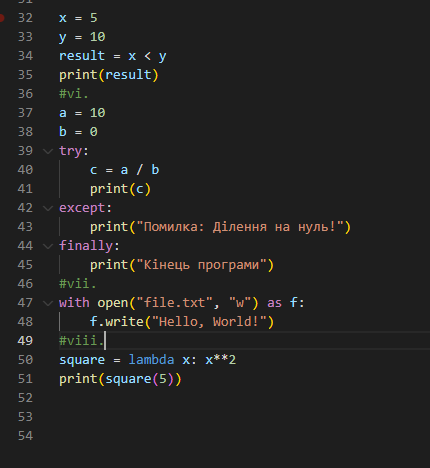 32 x = 5
33 y = 10
34 result = x < y
35 print(result)
36 #vi.
37 a = 10
38 b = 0
39 try:
40     c = a / b
41     print(c)
42 except:
43     print("Помилка: Ділення на нуль!")
44 finally:
45     print("Кінець програми")
46 #vii.
47 with open("file.txt", "w") as f:
48     f.write("Hello, World!")
49 #viii.
50 square = lambda x: x**2
51 print(square(5))
52
53
54